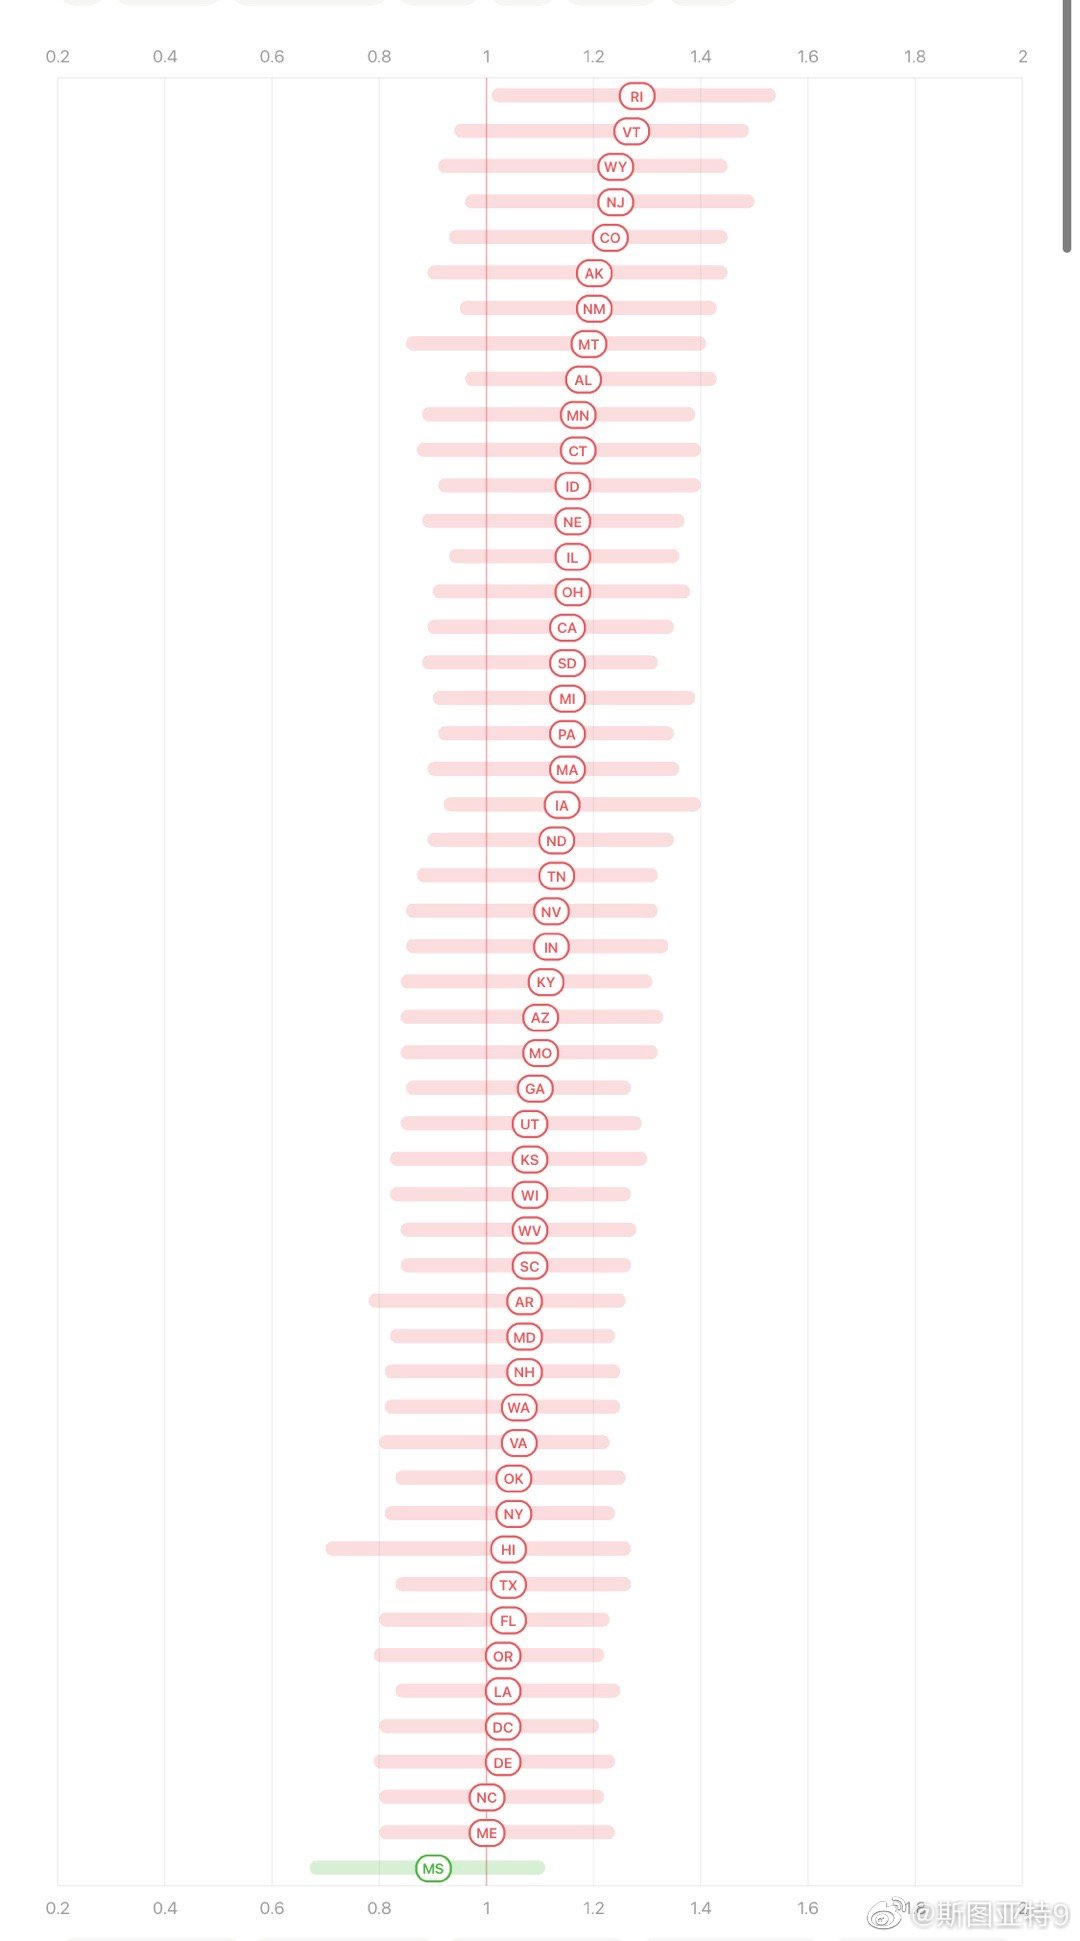 0.2 0.4 0.6 0.8 1 1.2 1.4 1.6 1.8 2
RI
VT
WY
NJ
CO
AK
NM
MT
AL
MN
CT
ID
NE
IL
OH
CA
SD
MI
PA
MA
IA
ND
TN
NV
IN
KY
AZ
MO
GA
UT
KS
WI
WV
SC
AR
MD
NH
WA
VA
OK
NY
HI
TX
FL
OR
LA
DC
DE
NC
ME
MS
0.2 0.4 0.6 0.8 1 1.2 1.4 1.6 1.8 2
@斯图亚特9